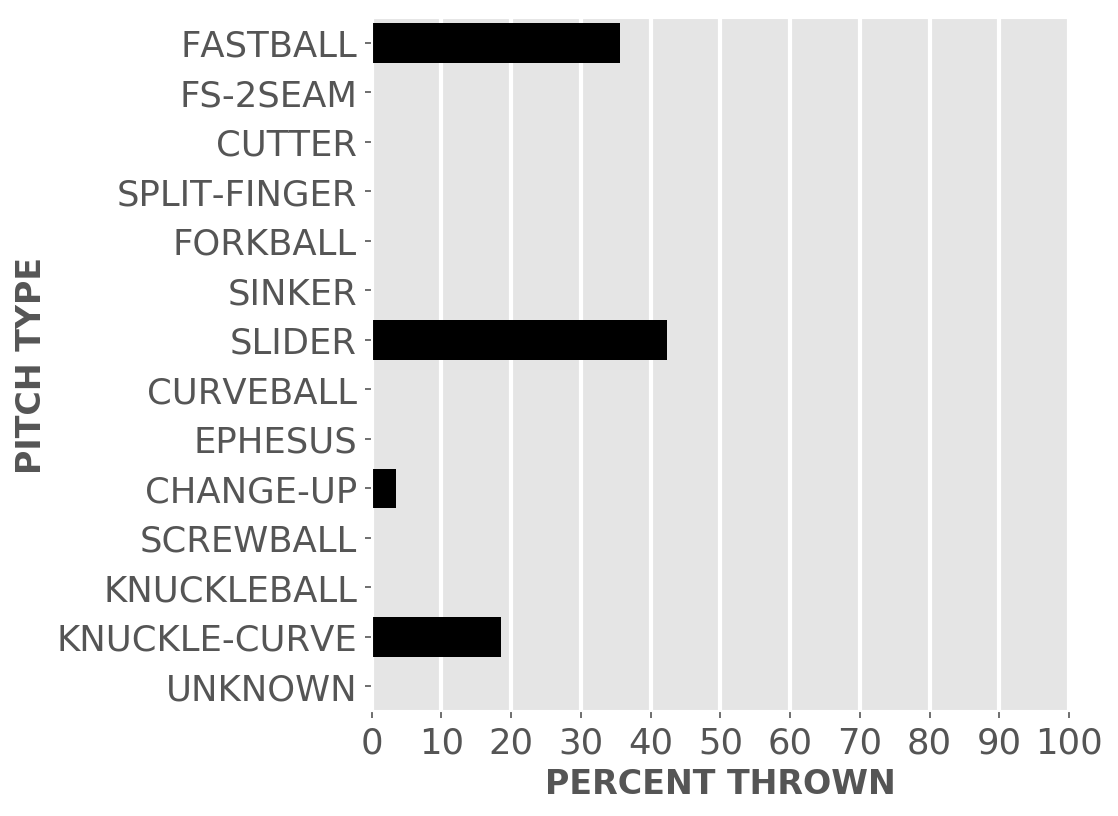 FASTBALL
FS-2SEAM
CUTTER
SPLIT-FINGER
FORKBALL
SINKER
SLIDER
CURVEBALL
EPHESUS
CHANGE-UP
SCREWBALL
KNUCKLEBALL
KNUCKLE-CURVE
UNKNOWN
PITCH TYPE
0 10 20 30 40 50 60 70 80 90 100
PERCENT THROWN